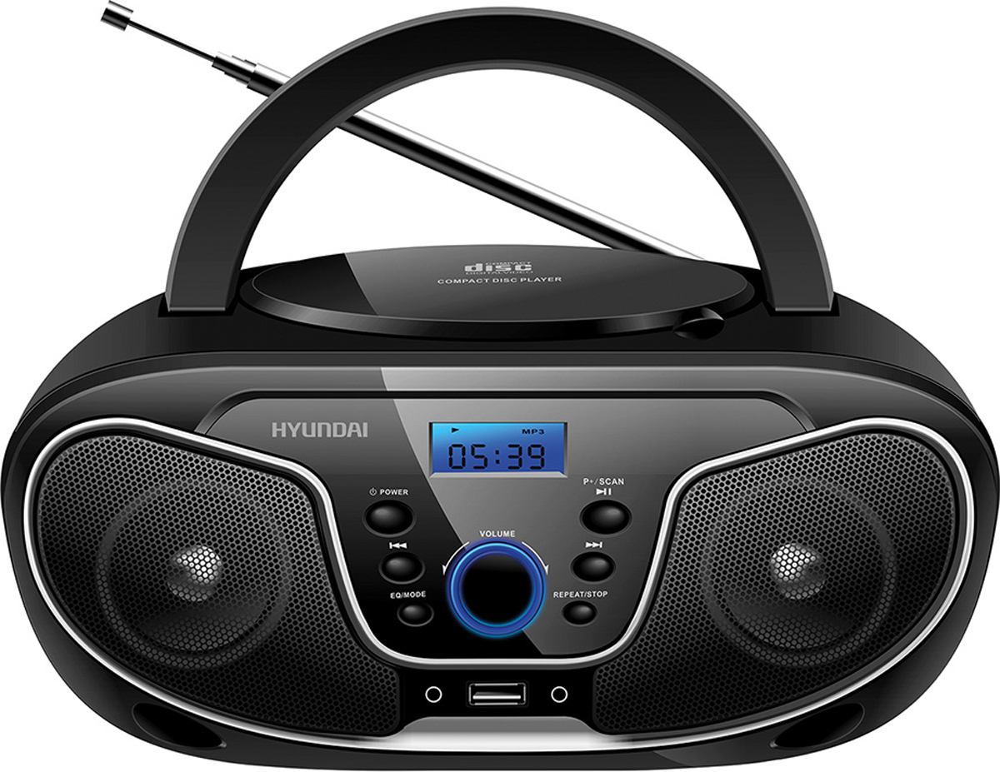 COMPACT
disc
DIGITAL VIDEO
COMPACT DISC PLAYER
HYUNDAI
MP3
05:39
POWER
P+/SCAN
VOLUME
EQ/MODE
REPEAT/STOP